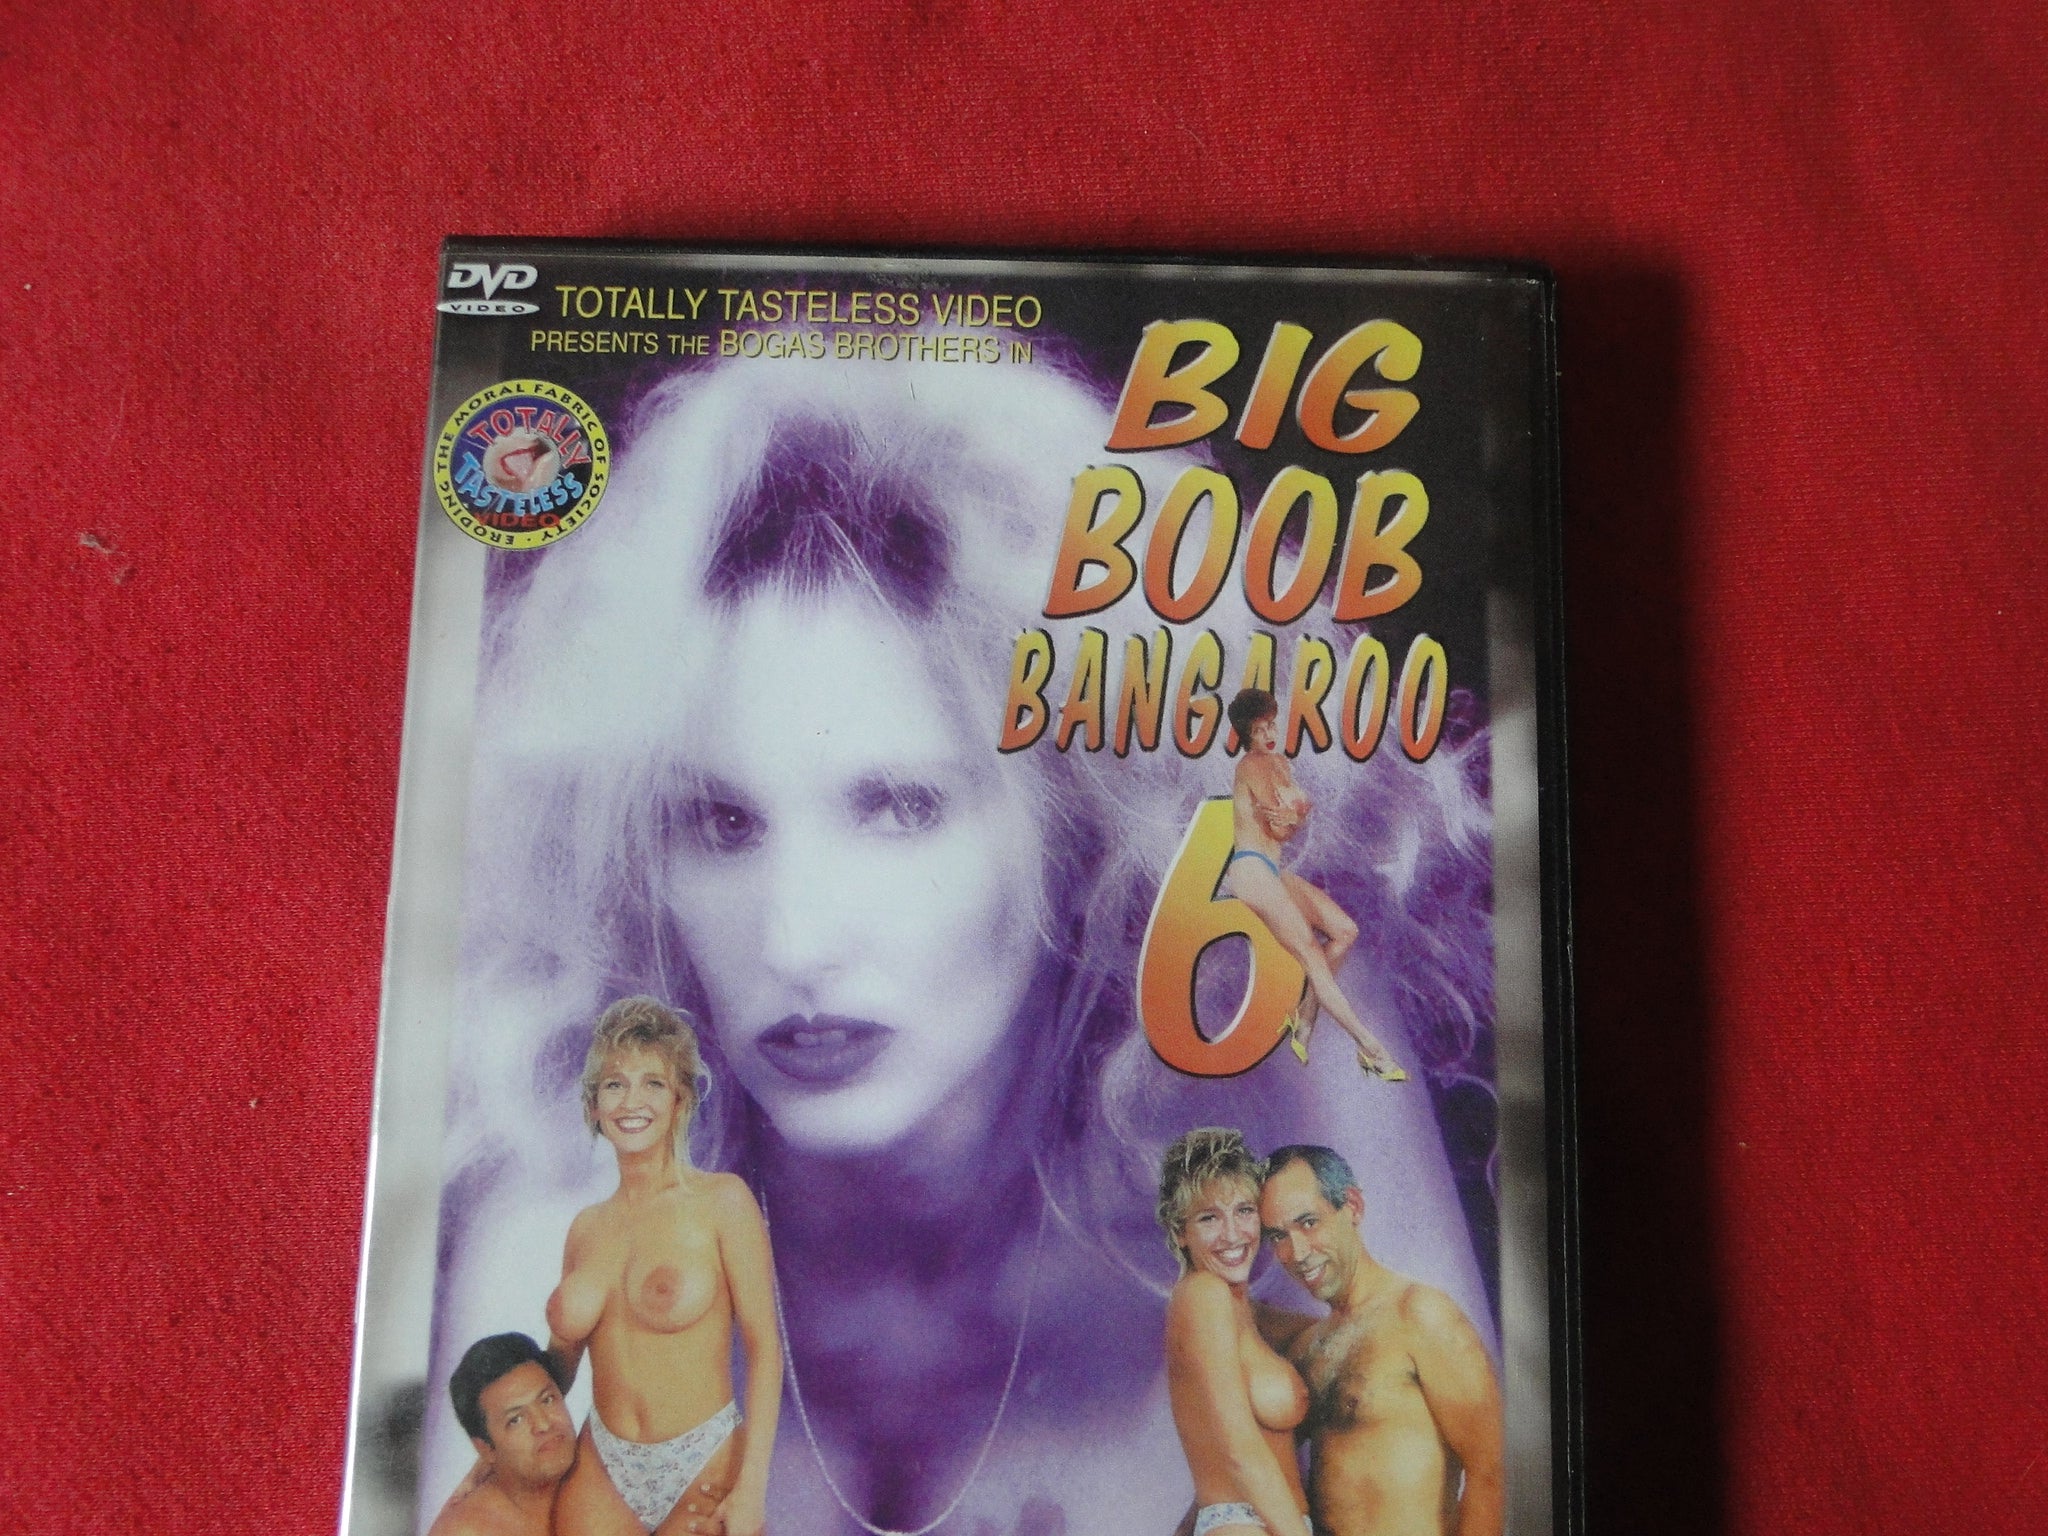 DVD
VIDEO
TOTALLY TASTELESS VIDEO
PRESENTS THE BOGAS BROTHERS IN
ERODING THE MORAL FABRIC OF SOCIETY ·
TOTALLY
TASTELESS
VIDEO
BIG
BOOB
BANGAROO
6